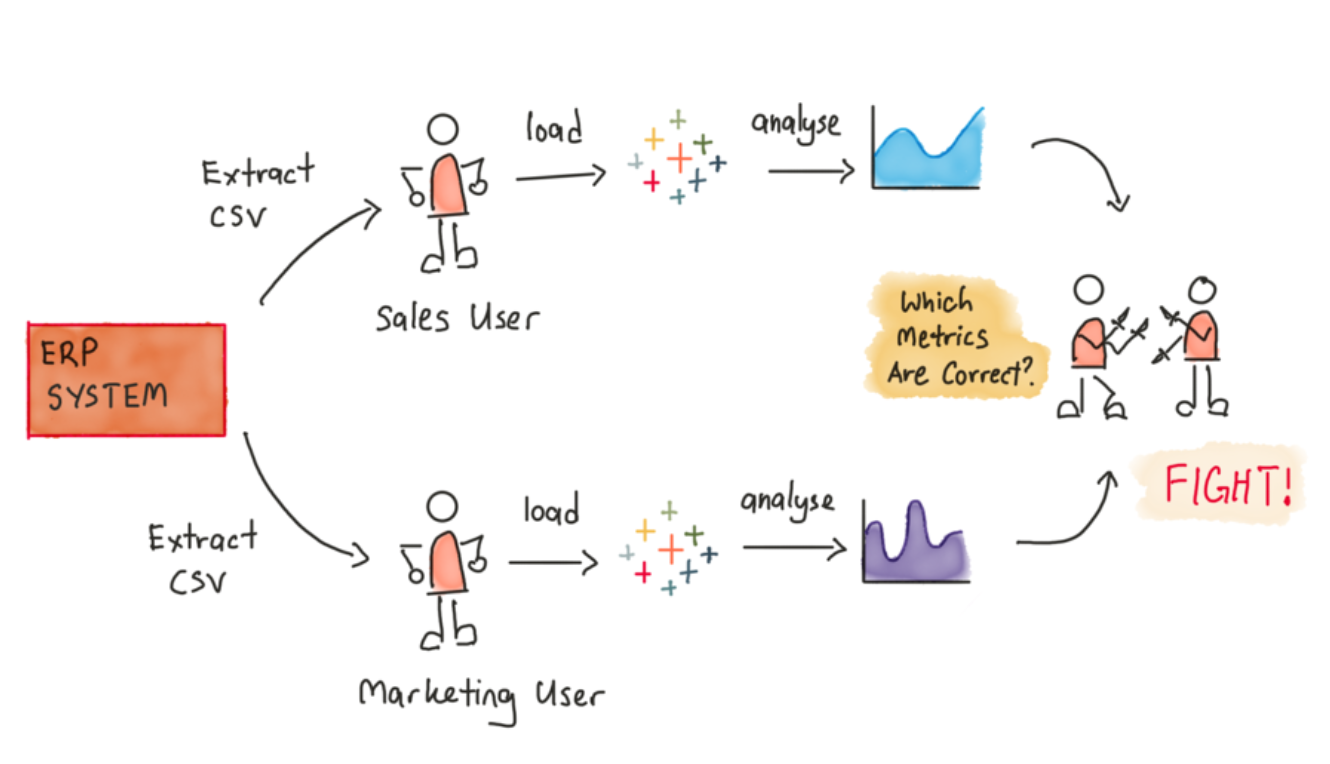 Extract
CSV
load
analyse
Sales User
ERP
SYSTEM
Which
Metrics
Are Correct?
FIGHT!
Extract
CSV
load
analyse
Marketing User